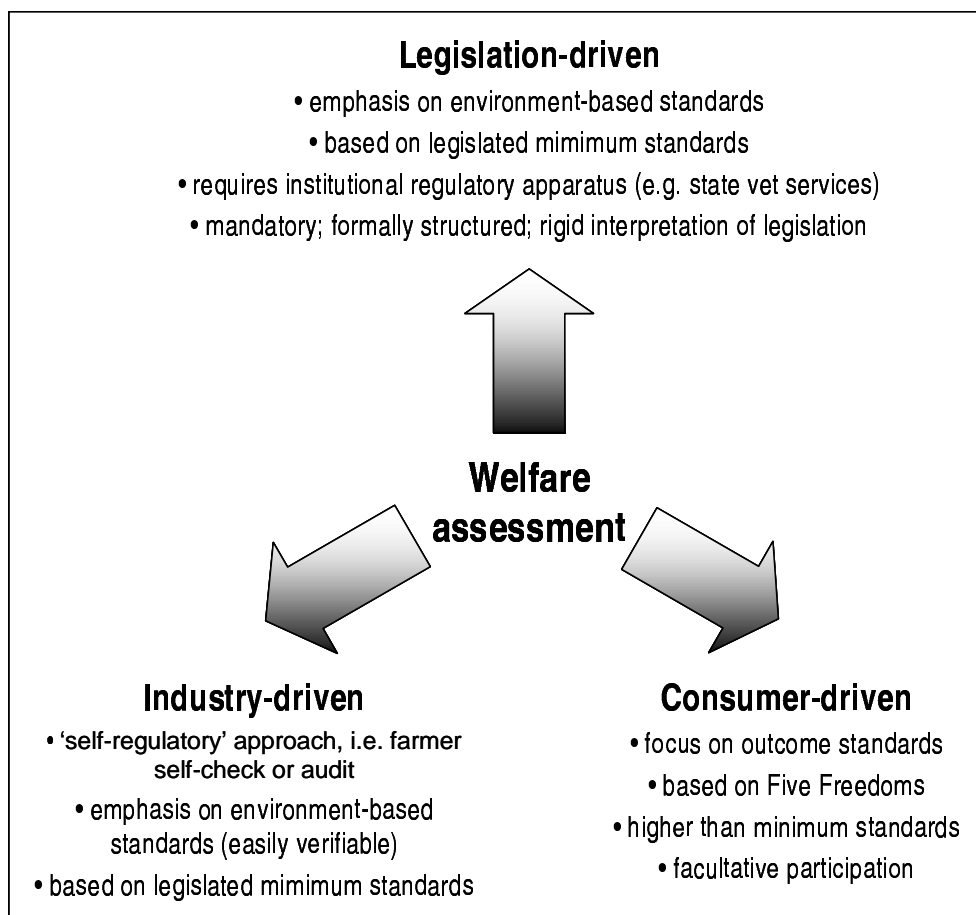 Legislation-driven
• emphasis on environment-based standards
• based on legislated mimimum standards
• requires institutional regulatory apparatus (e.g. state vet services)
• mandatory; formally structured; rigid interpretation of legislation
Welfare
assessment
Industry-driven
• ‘self-regulatory’ approach, i.e. farmer
self-check or audit
• emphasis on environment-based
standards (easily verifiable)
• based on legislated mimimum standards
Consumer-driven
• focus on outcome standards
• based on Five Freedoms
• higher than minimum standards
• facultative participation